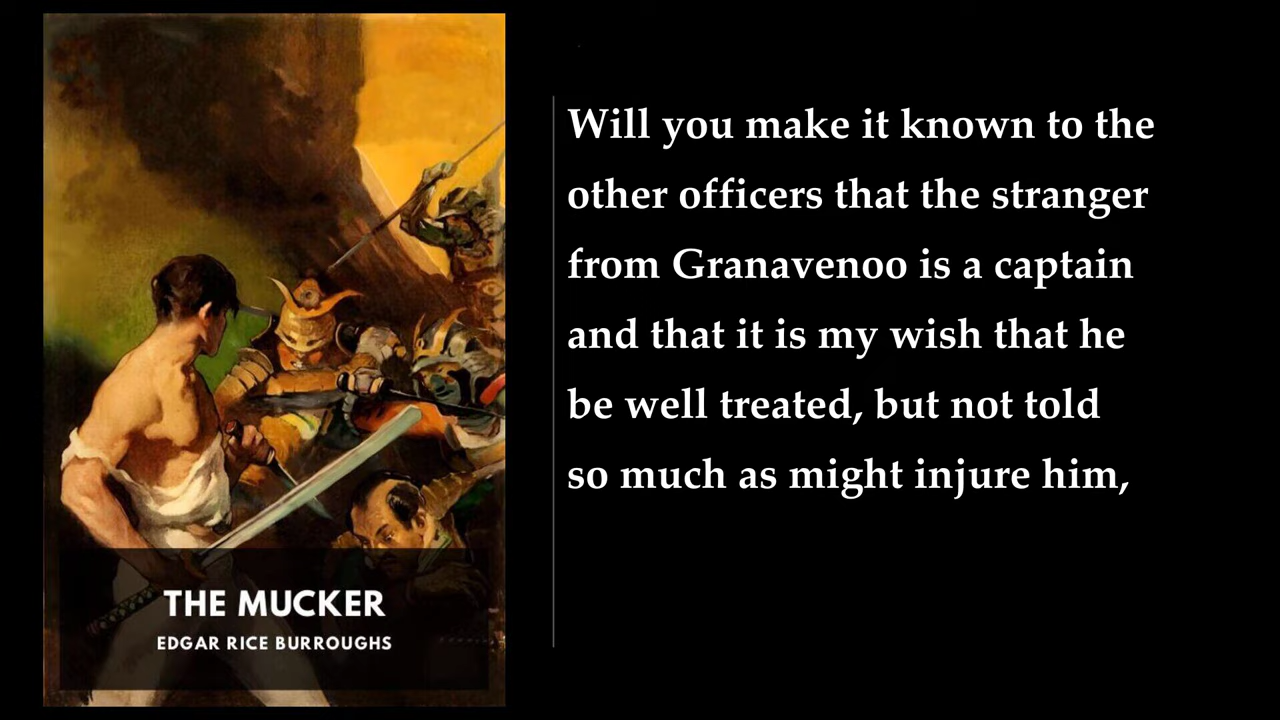 THE MUCKER
EDGAR RICE BURROUGHS
Will you make it known to the
other officers that the stranger
from Granavenoo is a captain
and that it is my wish that he
be well treated, but not told
so much as might injure him,